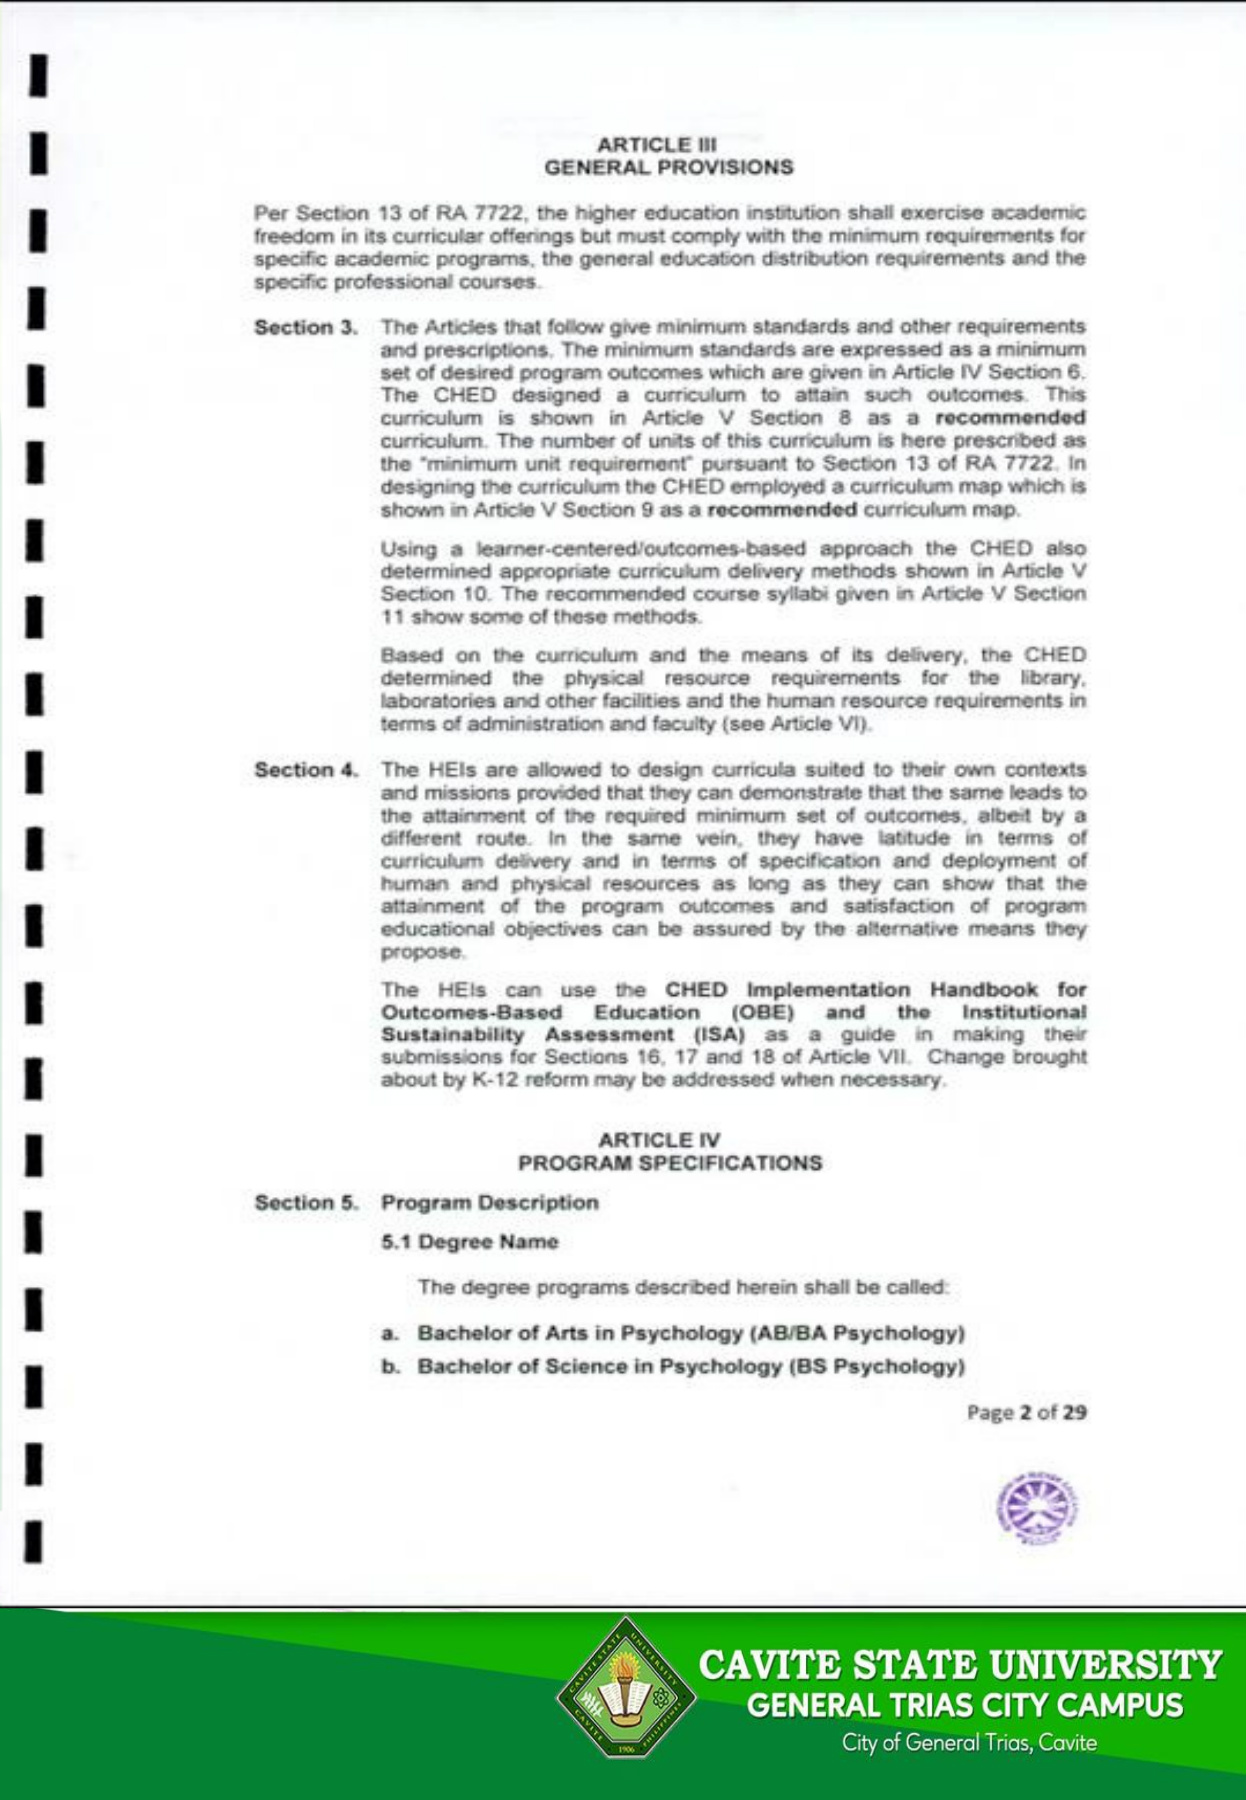 ARTICLE III
GENERAL PROVISIONS
Per Section 13 of RA 7722, the higher education institution shall exercise academic
freedom in its curricular offerings but must comply with the minimum requirements for
specific academic programs, the general education distribution requirements and the
specific professional courses.
Section 3. The Articles that follow give minimum standards and other requirements
and prescriptions. The minimum standards are expressed as a minimum
set of desired program outcomes which are given in Article IV Section 6.
The CHED designed a curriculum to attain such outcomes. This
curriculum is shown in Article V Section 8 as a recommended
curriculum. The number of units of this curriculum is here prescribed as
the "minimum unit requirement" pursuant to Section 13 of RA 7722. In
designing the curriculum the CHED employed a curriculum map which is
shown in Article V Section 9 as a recommended curriculum map.
Using a learner-centered/outcomes-based approach the CHED also
determined appropriate curriculum delivery methods shown in Article V
Section 10. The recommended course syllabi given in Article V Section
11 show some of these methods.
Based on the curriculum and the means of its delivery, the CHED
determined the physical resource requirements for the library,
laboratories and other facilities and the human resource requirements in
terms of administration and faculty (see Article VI).
Section 4. The HEIs are allowed to design curricula suited to their own contexts
and missions provided that they can demonstrate that the same leads to
the attainment of the required minimum set of outcomes, albeit by a
different route. In the same vein, they have latitude in terms of
curriculum delivery and in terms of specification and deployment of
human and physical resources as long as they can show that the
attainment of the program outcomes and satisfaction of program
educational objectives can be assured by the alternative means they
propose.
The HEIs can use the CHED Implementation Handbook for
Outcomes-Based Education (OBE) and the Institutional
Sustainability Assessment (ISA) as a guide in making their
submissions for Sections 16, 17 and 18 of Article VII. Change brought
about by K-12 reform may be addressed when necessary.
ARTICLE IV
PROGRAM SPECIFICATIONS
Section 5. Program Description
5.1 Degree Name
The degree programs described herein shall be called:
a. Bachelor of Arts in Psychology (AB/BA Psychology)
b. Bachelor of Science in Psychology (BS Psychology)
Page 2 of 29
CAVITE STATE UNIVERSITY
CAVITE PHILIPPINES
1906
CAVITE STATE UNIVERSITY
GENERAL TRIAS CITY CAMPUS
City of General Trias, Cavite